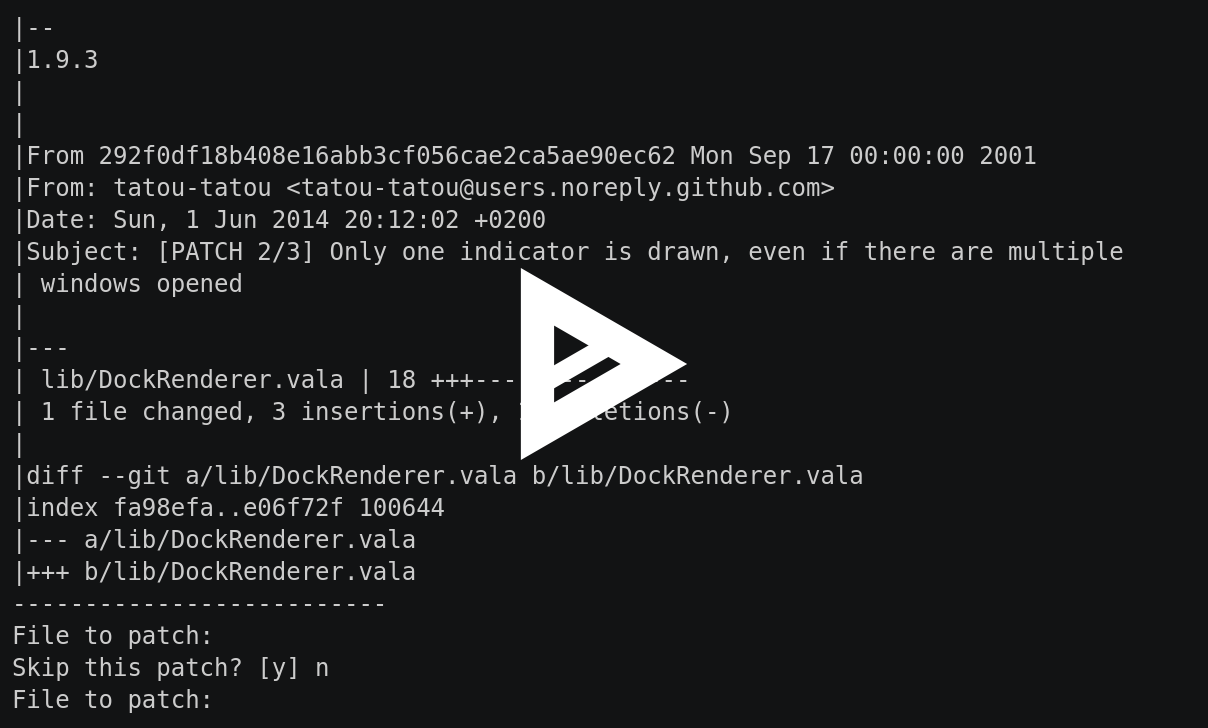 |--
|1.9.3
|
|
|From 292f0df18b408e16abb3cf056cae2ca5ae90ec62 Mon Sep 17 00:00:00 2001
|From: tatou-tatou <tatou-tatou@users.noreply.github.com>
|Date: Sun, 1 Jun 2014 20:12:02 +0200
|Subject: [PATCH 2/3] Only one indicator is drawn, even if there are multiple
| windows opened
|
|---
| lib/DockRenderer.vala | 18 +++--- -- ----
| 1 file changed, 3 insertions(+), letions(-)
|
|diff --git a/lib/DockRenderer.vala b/lib/DockRenderer.vala
|index fa98efa..e06f72f 100644
|--- a/lib/DockRenderer.vala
|+++ b/lib/DockRenderer.vala
--------------------------
File to patch:
Skip this patch? [y] n
File to patch: